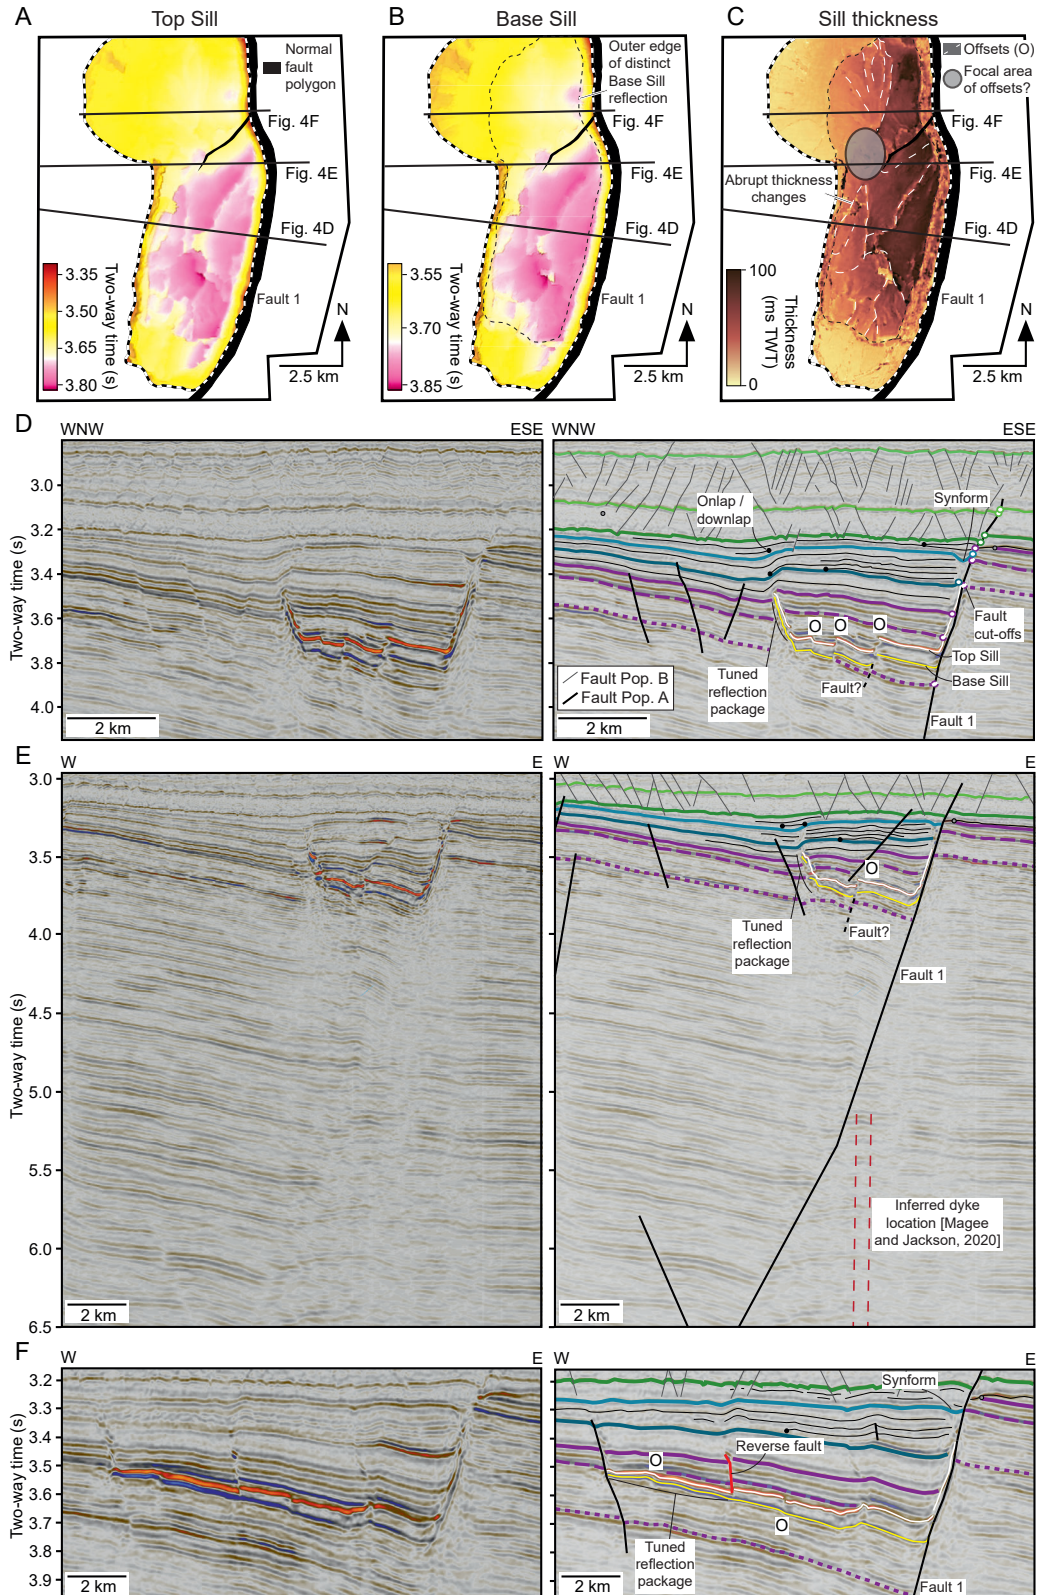 A
Top Sill
Normal
fault
polygon
Fig. 4F
Fig. 4E
Fig. 4D
Fault 1
3.35
3.50
3.65
3.80
Two-way time (s)
N
2.5 km
B
Base Sill
Outer edge
of distinct
Base Sill
reflection
Fig. 4F
Fig. 4E
Fig. 4D
Fault 1
3.55
3.70
3.85
Two-way time (s)
N
2.5 km
C
Sill thickness
Offsets (O)
Focal area
of offsets?
Fig. 4F
Fig. 4E
Abrupt thickness
changes
Fig. 4D
Fault 1
100
0
Thickness
(ms TWT)
N
2.5 km
D
WNW
ESE
Two-way time (s)
3.0
3.2
3.4
3.6
3.8
4.0
2 km
WNW
ESE
Onlap /
downlap
Synform
O
O
O
Fault
cut-offs
Top Sill
Base Sill
Tuned
reflection
package
Fault?
Fault 1
Fault Pop. B
Fault Pop. A
2 km
E
W
E
Two-way time (s)
3.0
3.5
4.0
4.5
5.0
5.5
6.0
6.5
2 km
W
E
O
Tuned
reflection
package
Fault?
Fault 1
Inferred dyke
location [Magee
and Jackson, 2020]
2 km
F
W
E
Two-way time (s)
3.2
3.3
3.4
3.5
3.6
3.7
3.8
3.9
2 km
W
E
Synform
O
Reverse fault
O
Tuned
reflection
package
Fault 1
2 km